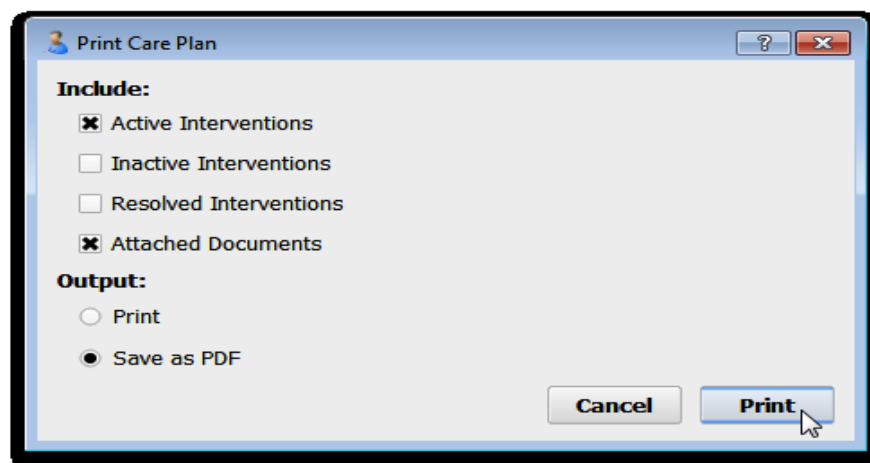 Print Care Plan
?
Include:
Active Interventions
Inactive Interventions
Resolved Interventions
Attached Documents
Output:
Print
Save as PDF
Cancel Print